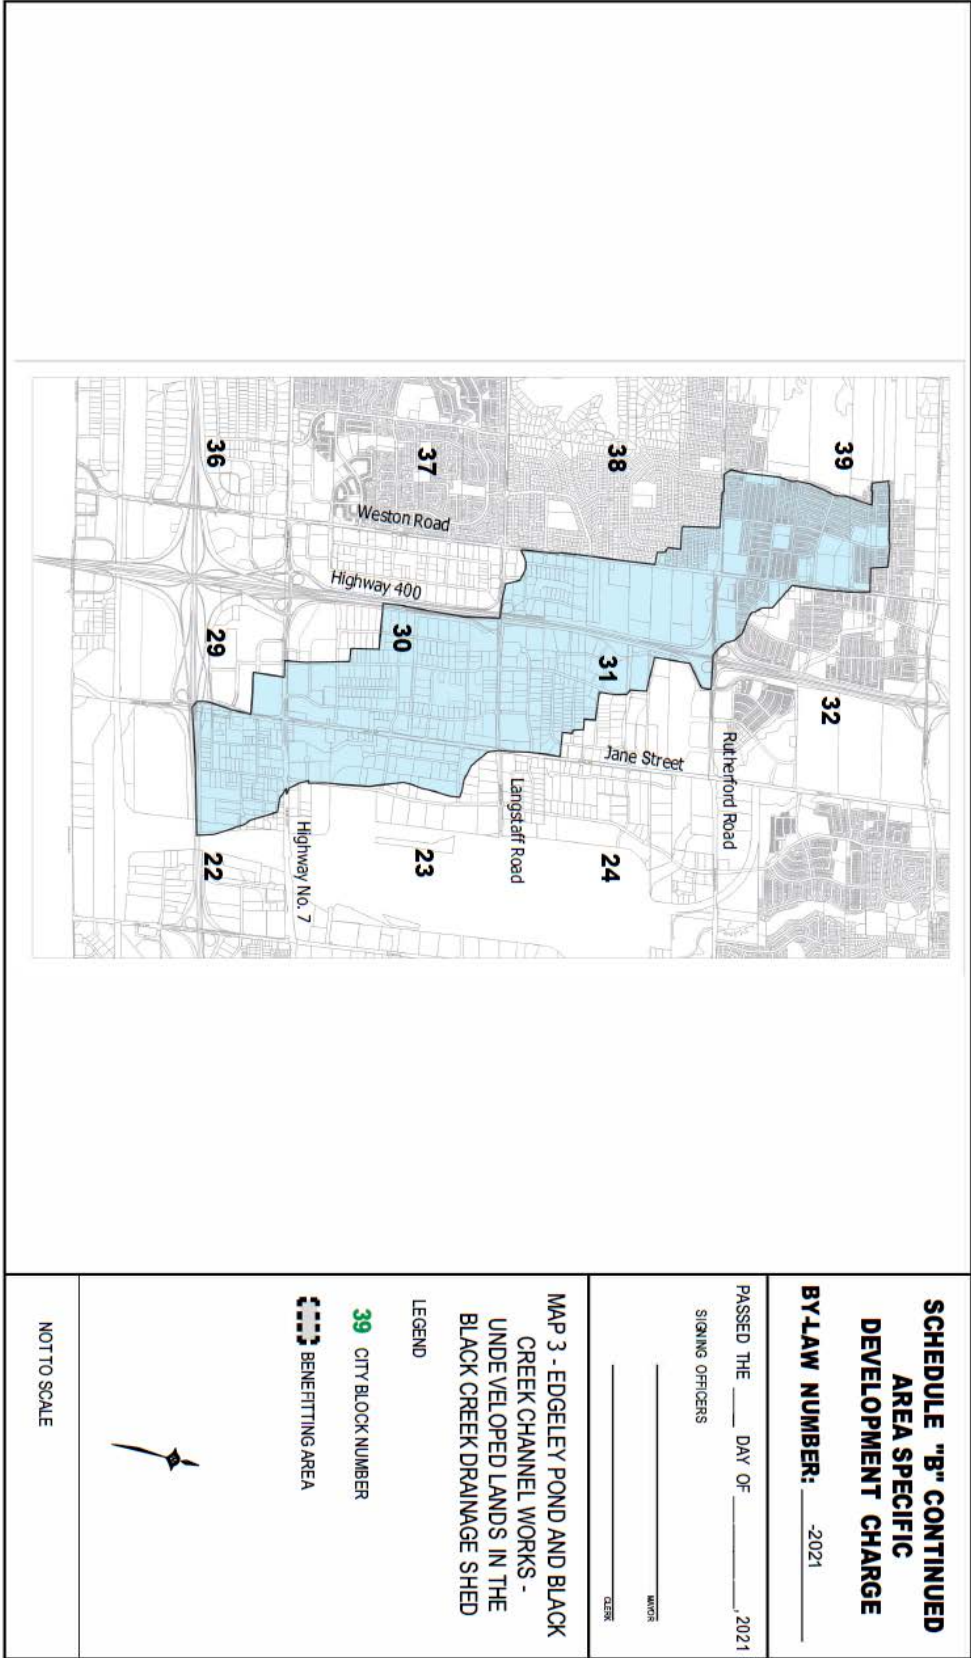 SCHEDULE "B" CONTINUED
AREA SPECIFIC
DEVELOPMENT CHARGE
BY-LAW NUMBER: ______ -2021
PASSED THE ____ DAY OF __________, 2021
SIGNING OFFICERS
MAYOR
CLERK
MAP 3 - EDGELEY POND AND BLACK
CREEK CHANNEL WORKS -
UNDEVELOPED LANDS IN THE
BLACK CREEK DRAINAGE SHED
LEGEND
39 CITY BLOCK NUMBER
BENEFITTING AREA
NOT TO SCALE
39
32
Rutherford Road
38
31
Jane Street
24
Langstaff Road
37
Weston Road
Highway 400
30
23
Highway No. 7
36
29
22